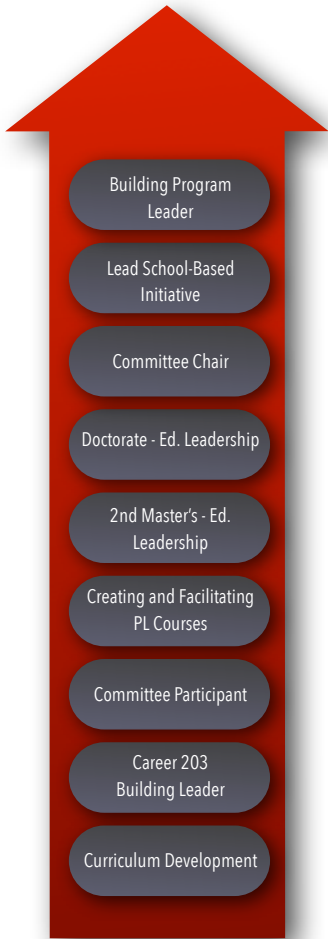 Building Program
Leader
Lead School-Based
Initiative
Committee Chair
Doctorate - Ed. Leadership
2nd Master's - Ed.
Leadership
Creating and Facilitating
PL Courses
Committee Participant
Career 203
Building Leader
Curriculum Development